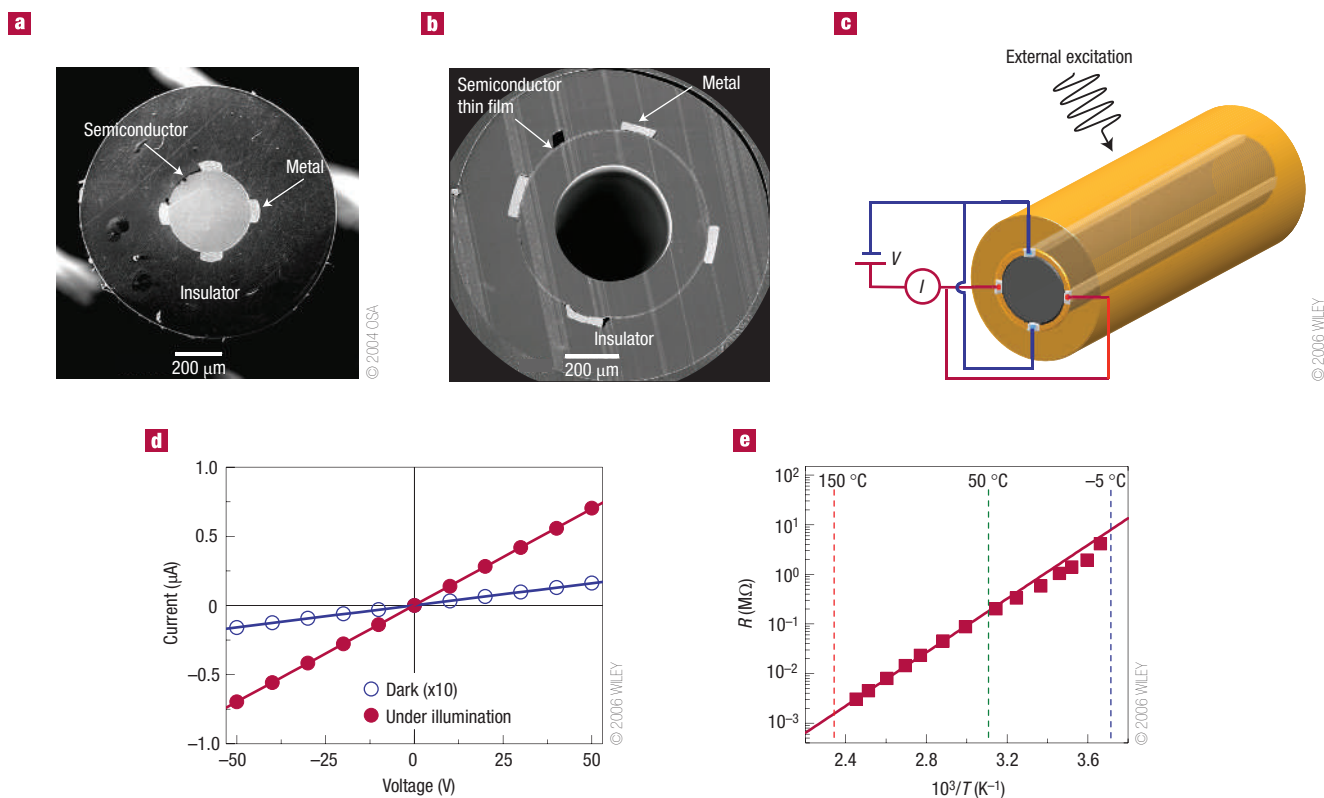 a
Semiconductor
Metal
Insulator
200 μm
© 2004 OSA
b
Semiconductor
thin film
Metal
Insulator
200 μm
c
External excitation
V
I
© 2006 WILEY
d
1.0
0.5
0
–0.5
–1.0
Current (μA)
Dark (x10)
Under illumination
–50
–25
0
25
50
Voltage (V)
© 2006 WILEY
e
150 °C
50 °C
–5 °C
10²
10¹
10⁰
10⁻¹
10⁻²
10⁻³
R (MΩ)
2.4
2.8
3.2
3.6
10³/T (K⁻¹)
© 2006 WILEY